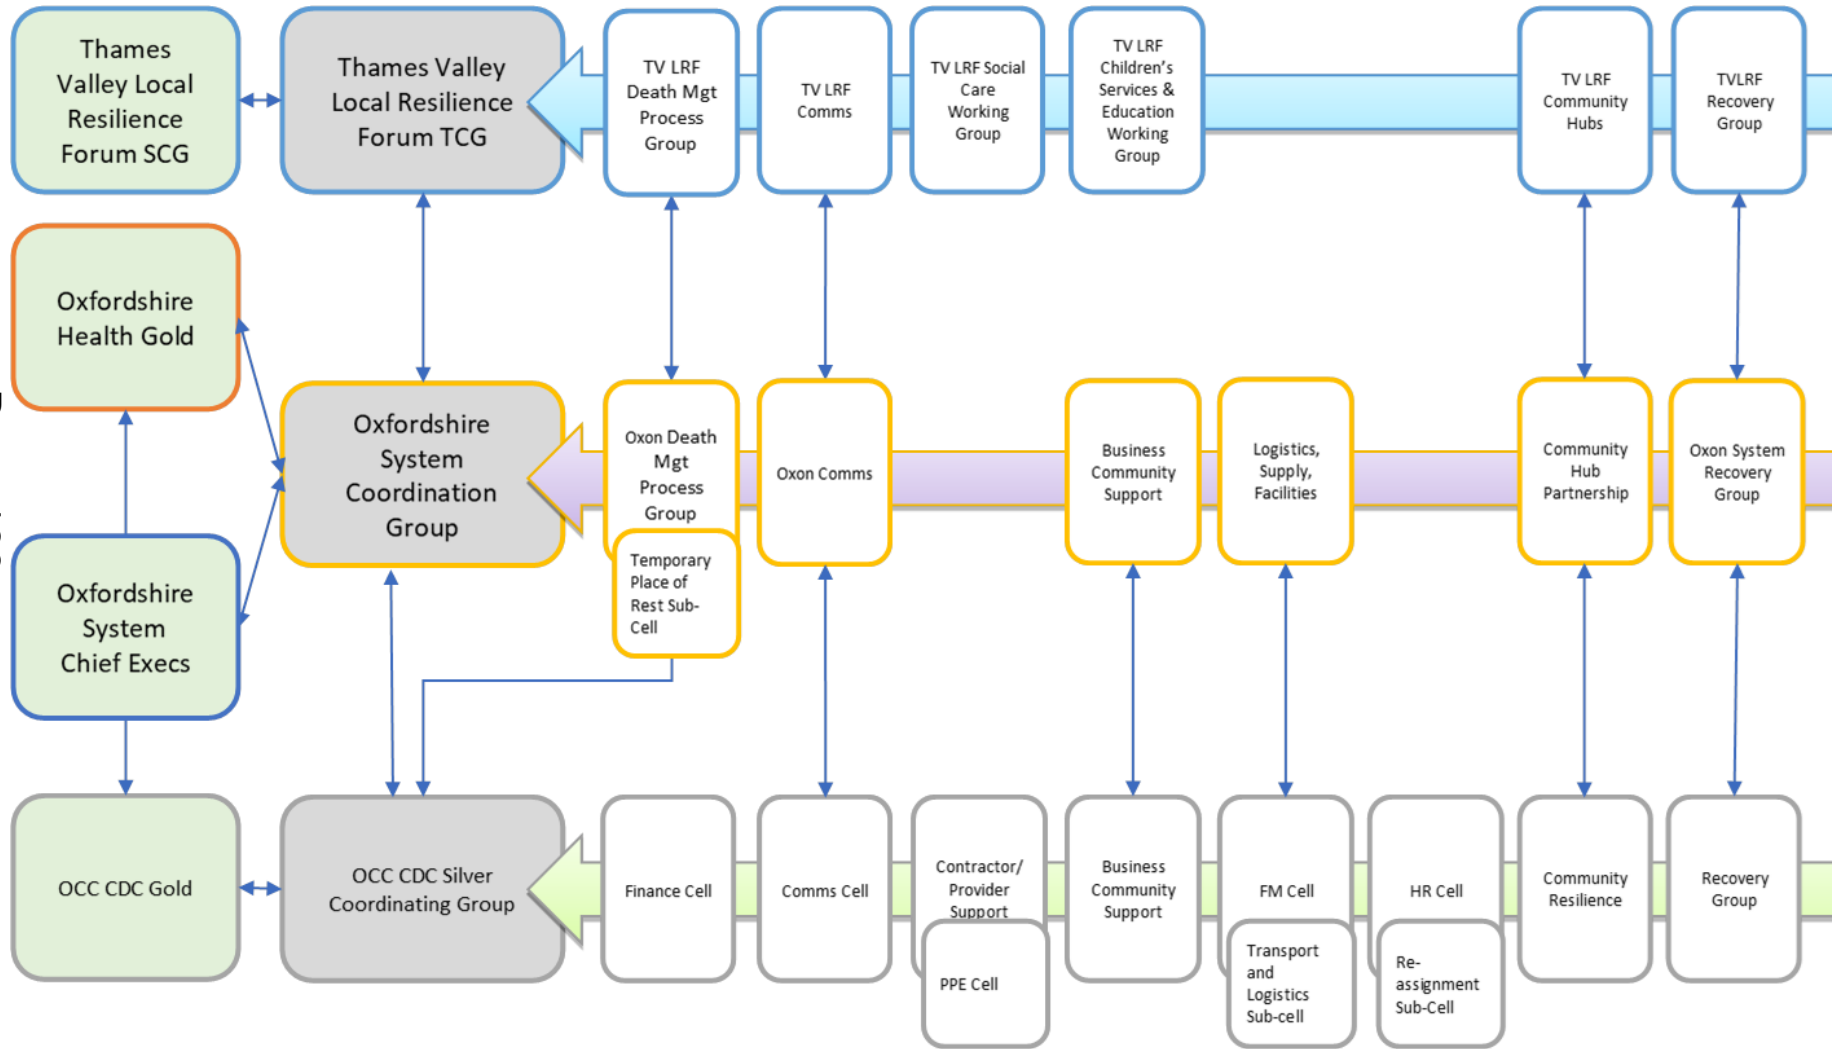 Thames
Valley Local
Resilience
Forum SCG
Thames Valley
Local Resilience
Forum TCG
TV LRF
Death Mgt
Process
Group
TV LRF
Comms
TV LRF Social
Care
Working
Group
TV LRF
Children's
Services &
Education
Working
Group
TV LRF
Community
Hubs
TVLRF
Recovery
Group
Oxfordshire
Health Gold
Oxfordshire
System
Coordination
Group
Oxon Death
Mgt
Process
Group
Temporary
Place of
Rest Sub-
Cell
Oxon Comms
Business
Community
Support
Logistics,
Supply,
Facilities
Community
Hub
Partnership
Oxon System
Recovery
Group
Oxfordshire
System
Chief Execs
OCC CDC Gold
OCC CDC Silver
Coordinating Group
Finance Cell
Comms Cell
Contractor/
Provider
Support
PPE Cell
Business
Community
Support
FM Cell
Transport
and
Logistics
Sub-cell
HR Cell
Re-
assignment
Sub-Cell
Community
Resilience
Recovery
Group